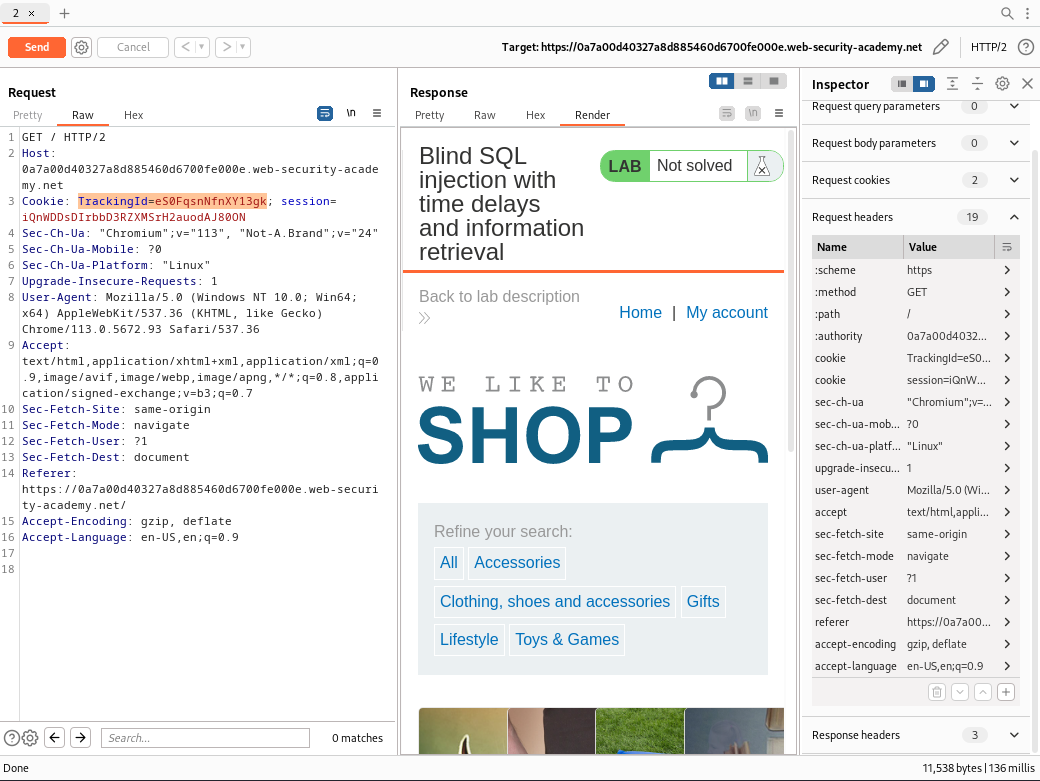 2 × +
Send Cancel < > Target: https://0a7a00d40327a8d885460d6700fe000e.web-security-academy.net HTTP/2
Request
Pretty Raw Hex \n
1 GET / HTTP/2
2 Host:
0a7a00d40327a8d885460d6700fe000e.web-security-acade
my.net
3 Cookie: TrackingId=eS0FqsnNfnXY13gk; session=
iQnWDDsDIrbbD3RZXMSrH2auodAJ80ON
4 Sec-Ch-Ua: "Chromium";v="113", "Not-A.Brand";v="24"
5 Sec-Ch-Ua-Mobile: ?0
6 Sec-Ch-Ua-Platform: "Linux"
7 Upgrade-Insecure-Requests: 1
8 User-Agent: Mozilla/5.0 (Windows NT 10.0; Win64;
x64) AppleWebKit/537.36 (KHTML, like Gecko)
Chrome/113.0.5672.93 Safari/537.36
9 Accept:
text/html,application/xhtml+xml,application/xml;q=0
.9,image/avif,image/webp,image/apng,*/*;q=0.8,appli
cation/signed-exchange;v=b3;q=0.7
10 Sec-Fetch-Site: same-origin
11 Sec-Fetch-Mode: navigate
12 Sec-Fetch-User: ?1
13 Sec-Fetch-Dest: document
14 Referer:
https://0a7a00d40327a8d885460d6700fe000e.web-securi
ty-academy.net/
15 Accept-Encoding: gzip, deflate
16 Accept-Language: en-US,en;q=0.9
17
18
Search... 0 matches
Response
Pretty Raw Hex Render \n
Blind SQL
injection with
time delays
and information
retrieval
LAB Not solved
Back to lab description
Home | My account
WE LIKE TO
SHOP
Refine your search:
All Accessories
Clothing, shoes and accessories Gifts
Lifestyle Toys & Games
Inspector
Request query parameters 0
Request body parameters 0
Request cookies 2
Request headers 19
Name Value
:scheme https
:method GET
:path /
:authority 0a7a00d4032...
cookie TrackingId=eS0...
cookie session=iQnW...
sec-ch-ua "Chromium";v=...
sec-ch-ua-mob... ?0
sec-ch-ua-platf... "Linux"
upgrade-insecu... 1
user-agent Mozilla/5.0 (Wi...
accept text/html,appli...
sec-fetch-site same-origin
sec-fetch-mode navigate
sec-fetch-user ?1
sec-fetch-dest document
referer https://0a7a00...
accept-encoding gzip, deflate
accept-language en-US,en;q=0.9
Response headers 3
Done 11,538 bytes | 136 millis